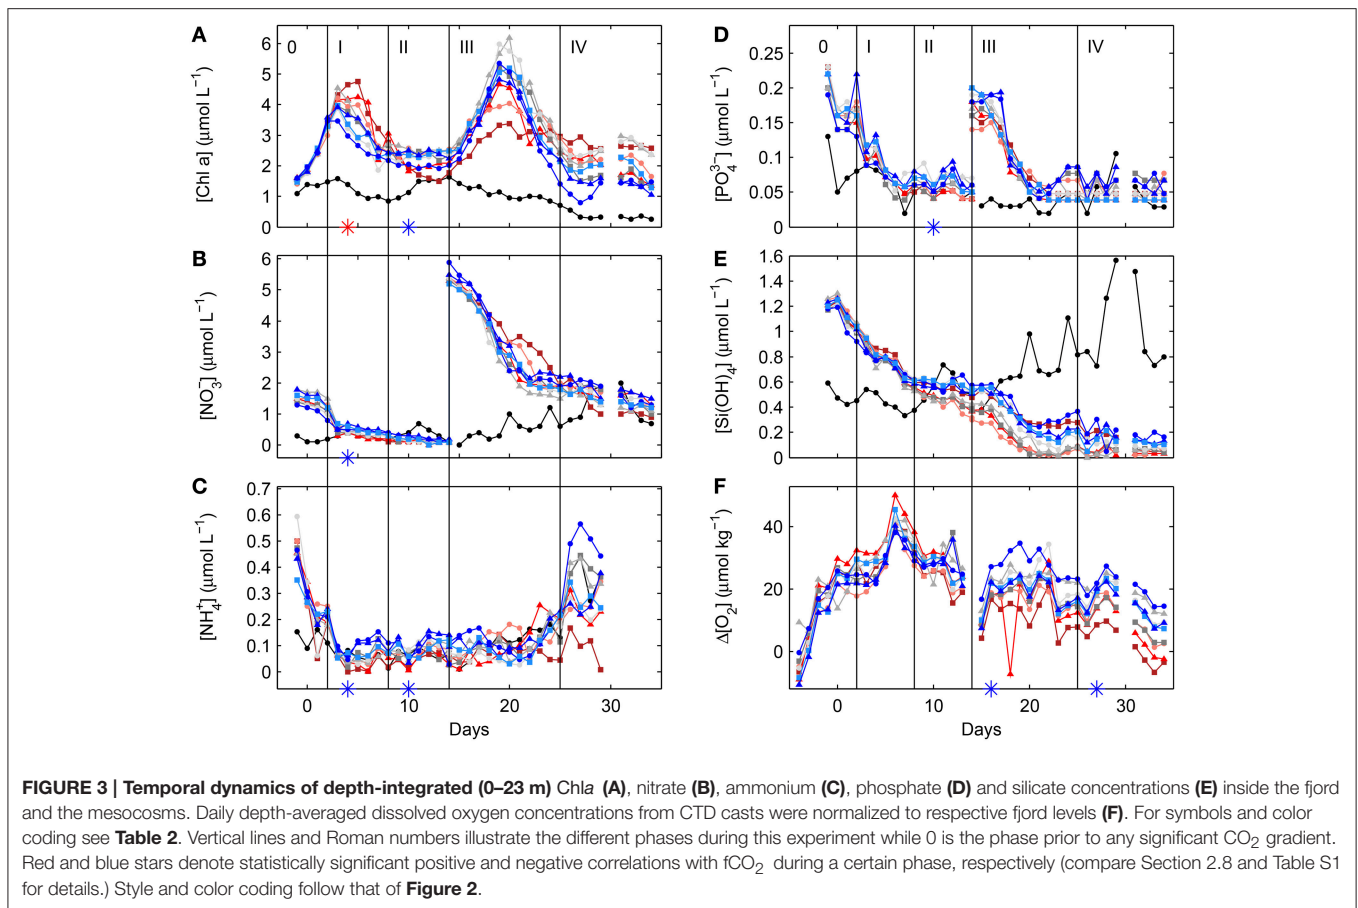 A
0 I II III IV
[Chl a] (μmol L⁻¹)
6
5
4
3
2
1
0
B
[NO₃⁻] (μmol L⁻¹)
6
5
4
3
2
1
0
C
[NH₄⁺] (μmol L⁻¹)
0.7
0.6
0.5
0.4
0.3
0.2
0.1
0
0 10 20 30
Days
D
0 I II III IV
[PO₄³⁻] (μmol L⁻¹)
0.25
0.2
0.15
0.1
0.05
0
E
[Si(OH)₄] (μmol L⁻¹)
1.6
1.4
1.2
1
0.8
0.6
0.4
0.2
0
F
Δ[O₂] (μmol kg⁻¹)
40
20
0
0 10 20 30
Days
FIGURE 3 | Temporal dynamics of depth-integrated (0–23 m) Chla (A), nitrate (B), ammonium (C), phosphate (D) and silicate concentrations (E) inside the fjord
and the mesocosms. Daily depth-averaged dissolved oxygen concentrations from CTD casts were normalized to respective fjord levels (F). For symbols and color
coding see Table 2. Vertical lines and Roman numbers illustrate the different phases during this experiment while 0 is the phase prior to any significant CO₂ gradient.
Red and blue stars denote statistically significant positive and negative correlations with fCO₂ during a certain phase, respectively (compare Section 2.8 and Table S1
for details.) Style and color coding follow that of Figure 2.